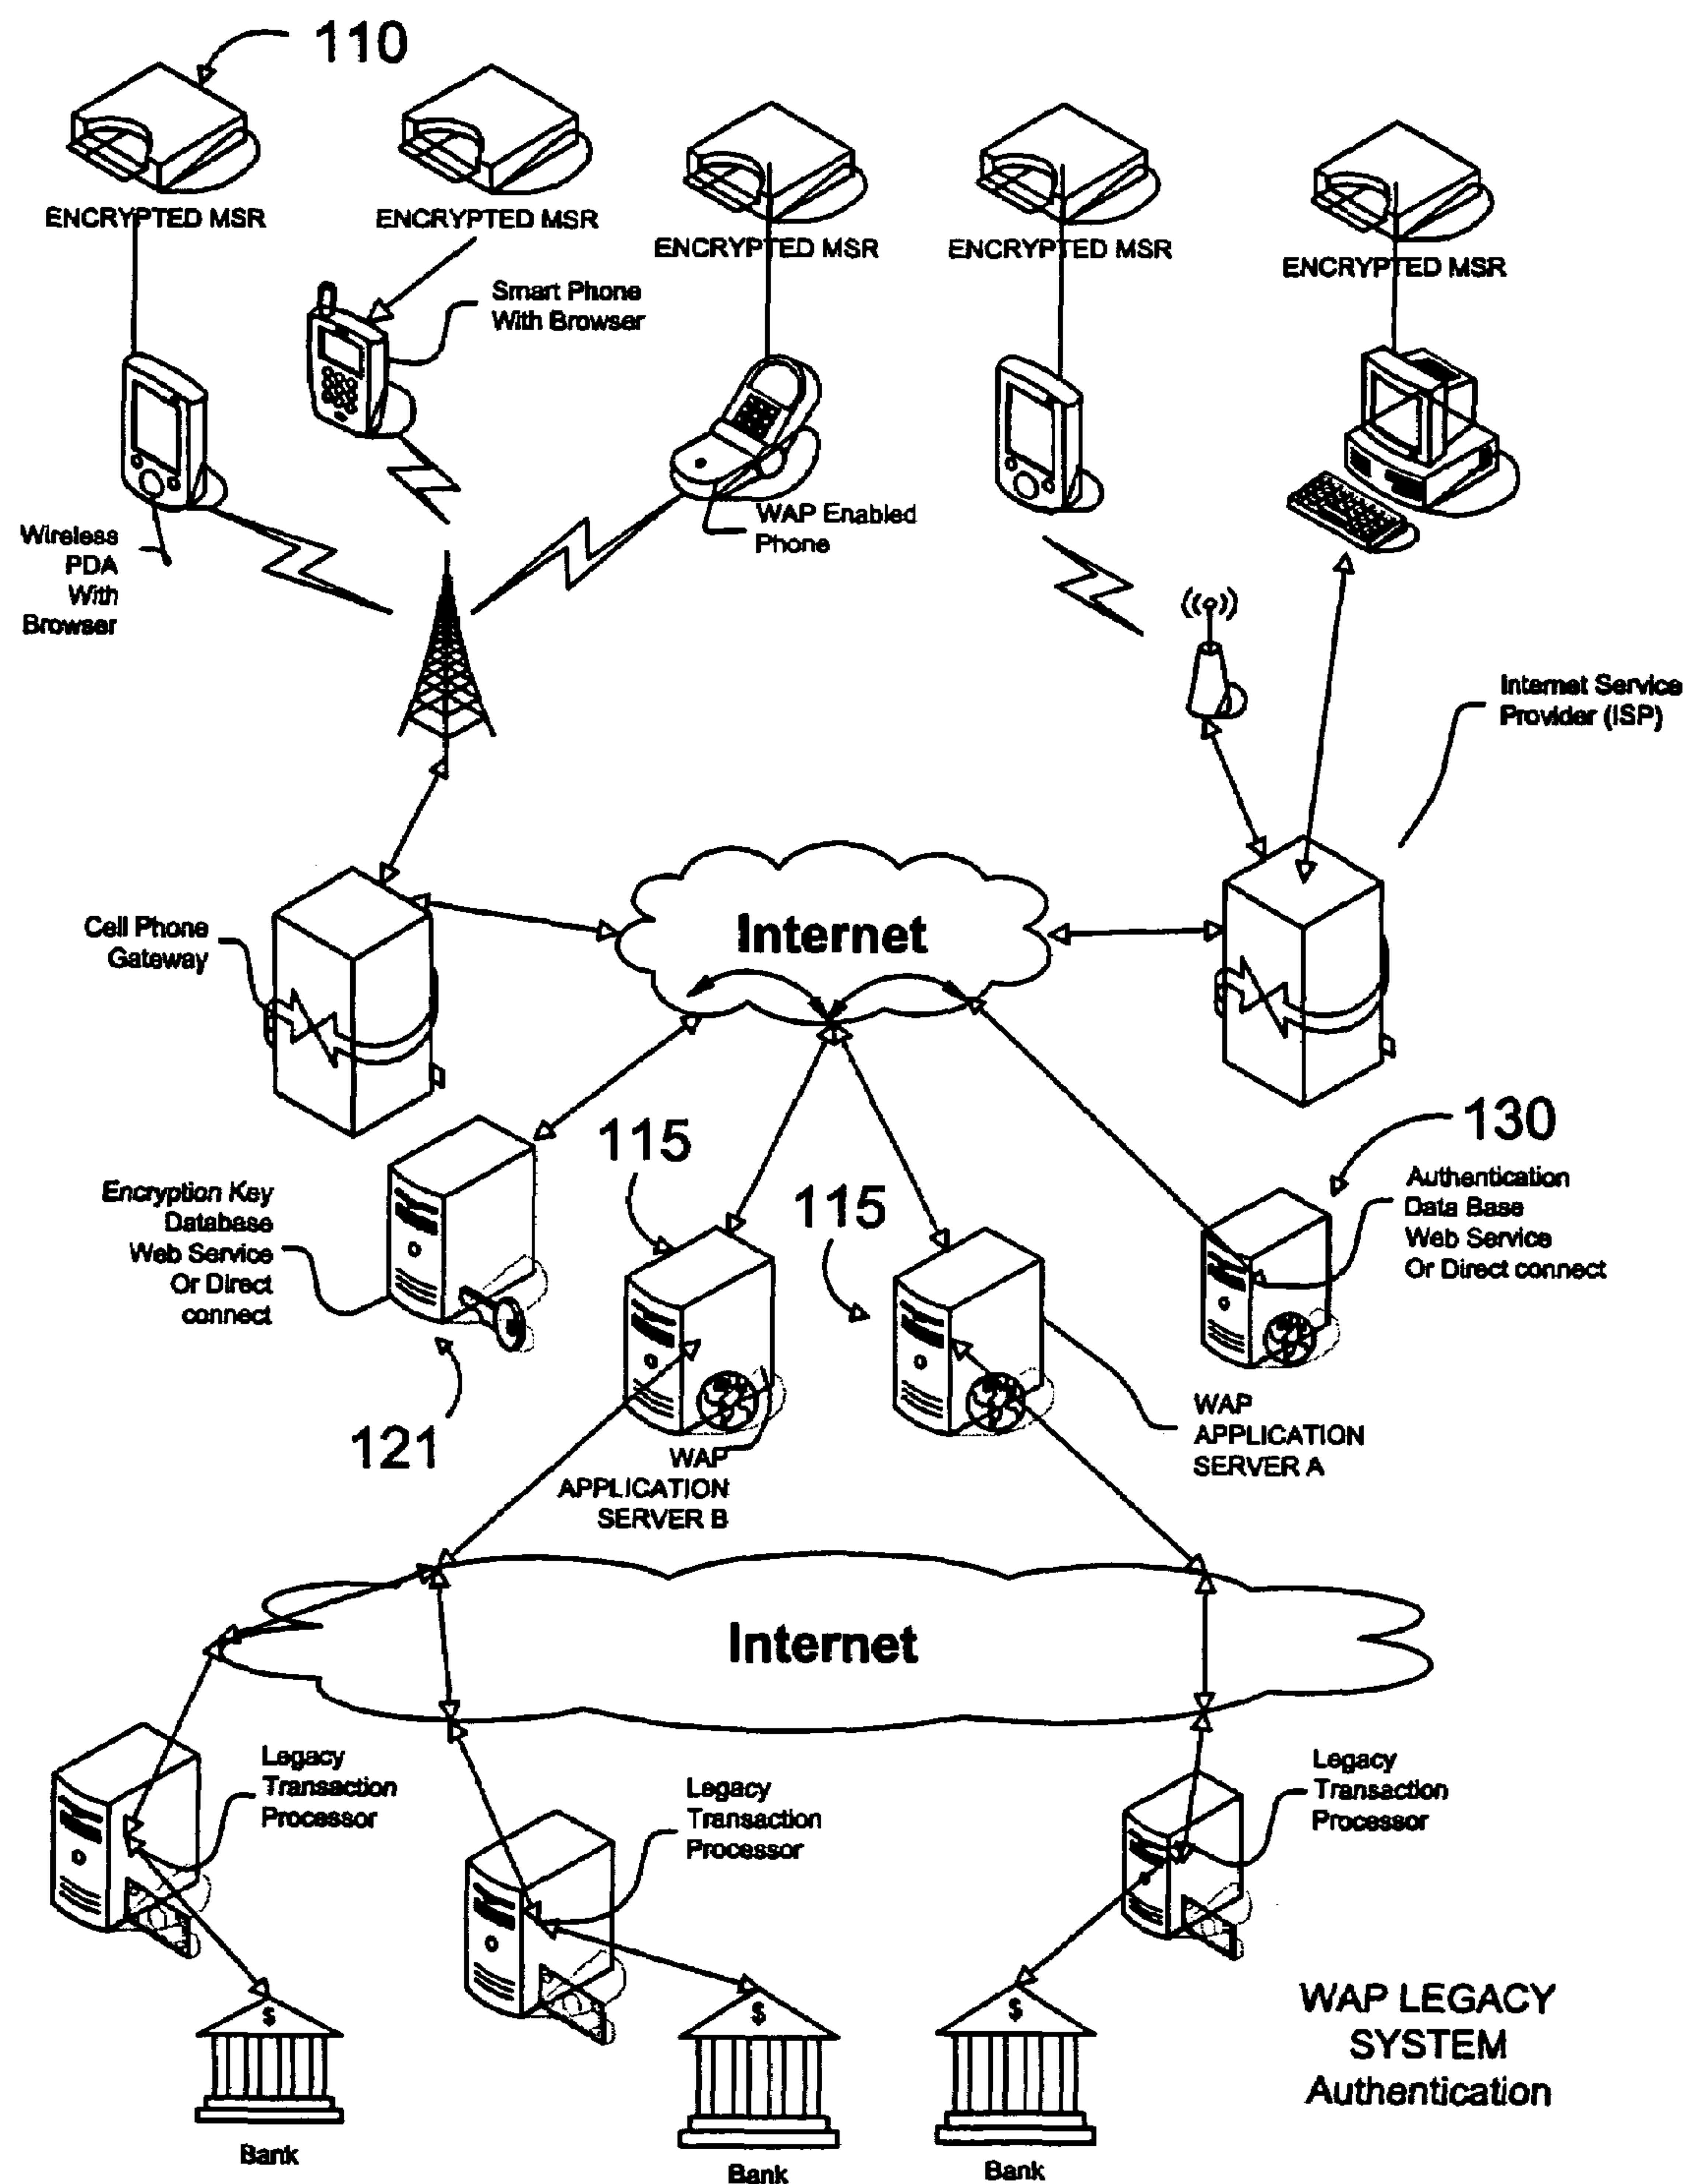 110
ENCRYPTED MSR
ENCRYPTED MSR
ENCRYPTED MSR
ENCRYPTED MSR
ENCRYPTED MSR
Smart Phone
With Browser
WAP Enabled
Phone
Wireless
PDA
With
Browser
Internet Service
Provider (ISP)
Cell Phone
Gateway
Internet
115
115
130
Encryption Key
Database
Web Service
Or Direct
connect
Authentication
Data Base
Web Service
Or Direct connect
121
WAP
APPLICATION
SERVER B
WAP
APPLICATION
SERVER A
Internet
Legacy
Transaction
Processor
Legacy
Transaction
Processor
Legacy
Transaction
Processor
$
$
$
Bank
Bank
Bank
WAP LEGACY
SYSTEM
Authentication